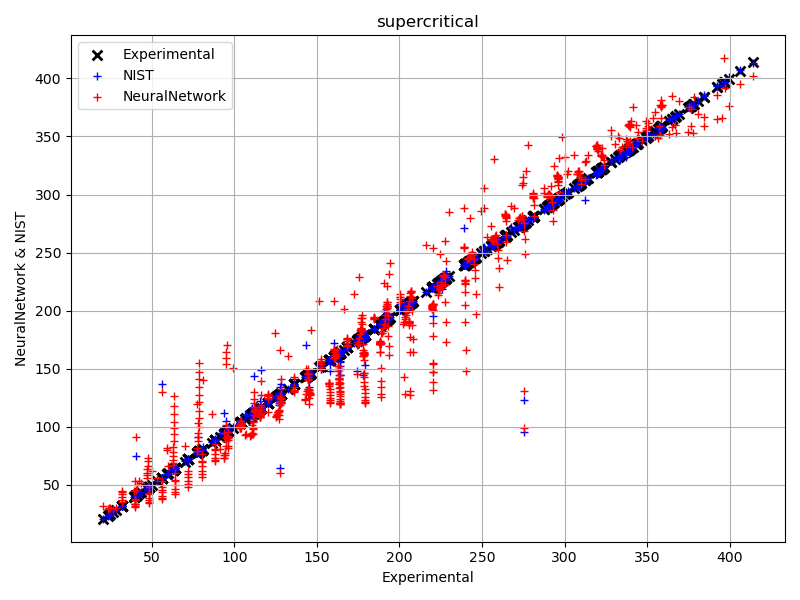 supercritical
Experimental
NIST
NeuralNetwork
NeuralNetwork & NIST
400
350
300
250
200
150
100
50
50 100 150 200 250 300 350 400
Experimental